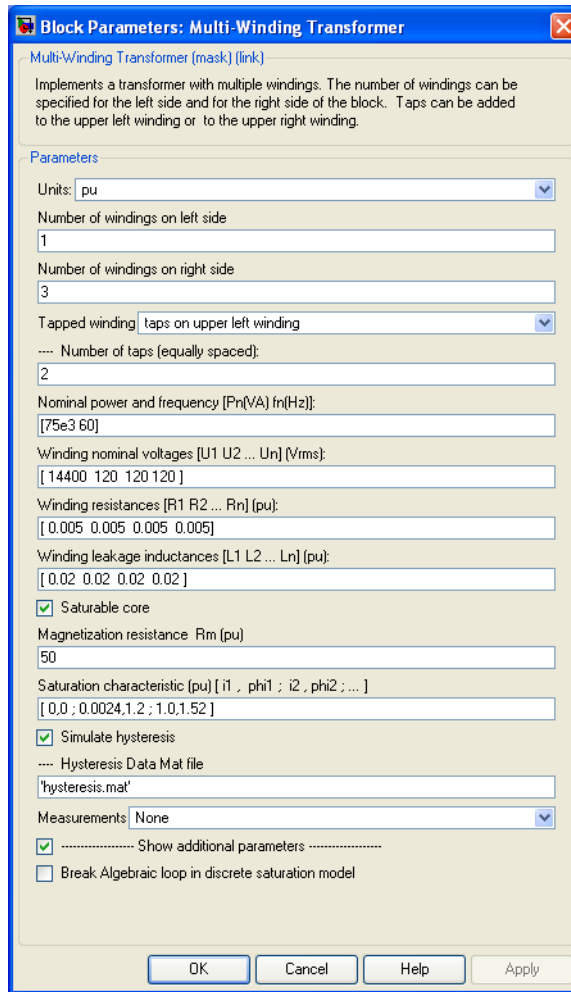 Block Parameters: Multi-Winding Transformer
Multi-Winding Transformer (mask) (link)
Implements a transformer with multiple windings. The number of windings can be
specified for the left side and for the right side of the block. Taps can be added
to the upper left winding or to the upper right winding.
Parameters
Units: pu
Number of windings on left side
1
Number of windings on right side
3
Tapped winding taps on upper left winding
---- Number of taps (equally spaced):
2
Nominal power and frequency [Pn(VA) fn(Hz)]:
[75e3 60]
Winding nominal voltages [U1 U2 ... Un] (Vrms):
[ 14400 120 120 120 ]
Winding resistances [R1 R2 ... Rn] (pu):
[ 0.005 0.005 0.005 0.005]
Winding leakage inductances [L1 L2 ... Ln] (pu):
[ 0.02 0.02 0.02 0.02 ]
Saturable core
Magnetization resistance Rm (pu)
50
Saturation characteristic (pu) [ i1 , phi1 ; i2 , phi2 ; ... ]
[ 0,0 ; 0.0024,1.2 ; 1.0,1.52 ]
Simulate hysteresis
---- Hysteresis Data Mat file
'hysteresis.mat'
Measurements None
------------------ Show additional parameters ------------------
Break Algebraic loop in discrete saturation model
OK Cancel Help Apply